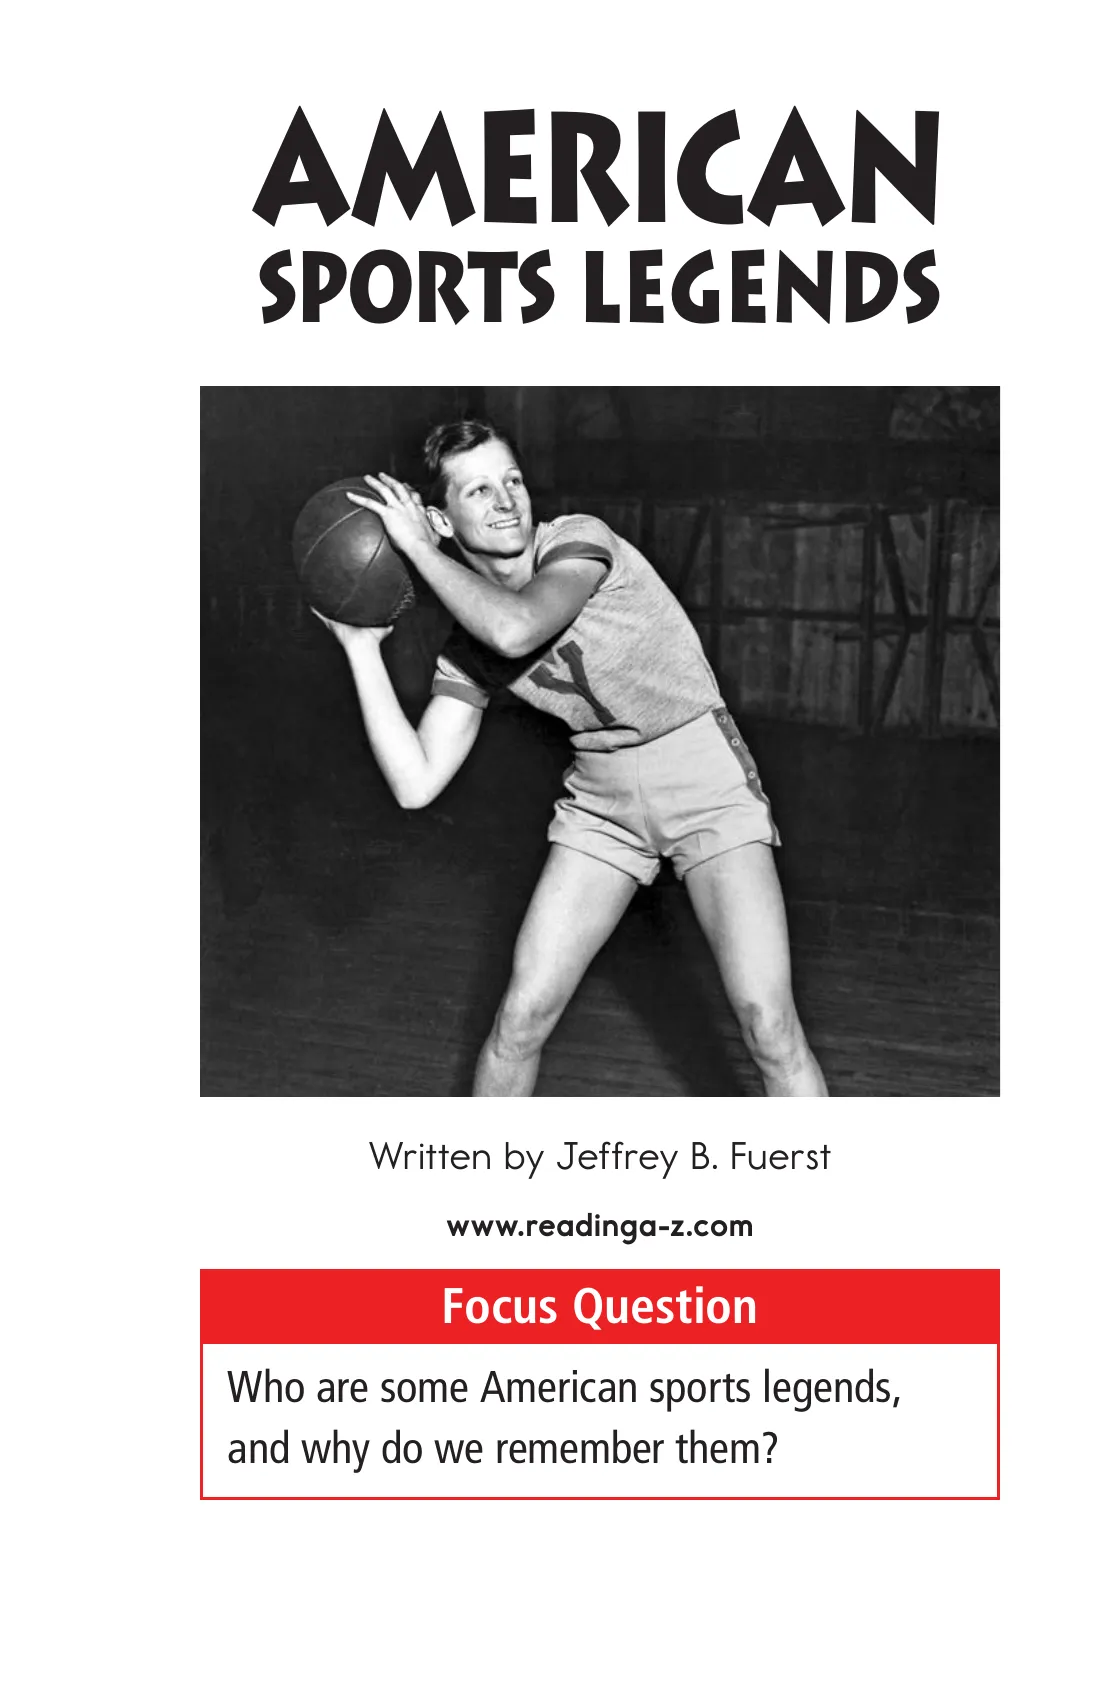 AMERICAN
SPORTS LEGENDS
Y
Written by Jeffrey B. Fuerst
www.readinga-z.com
Focus Question
Who are some American sports legends,
and why do we remember them?